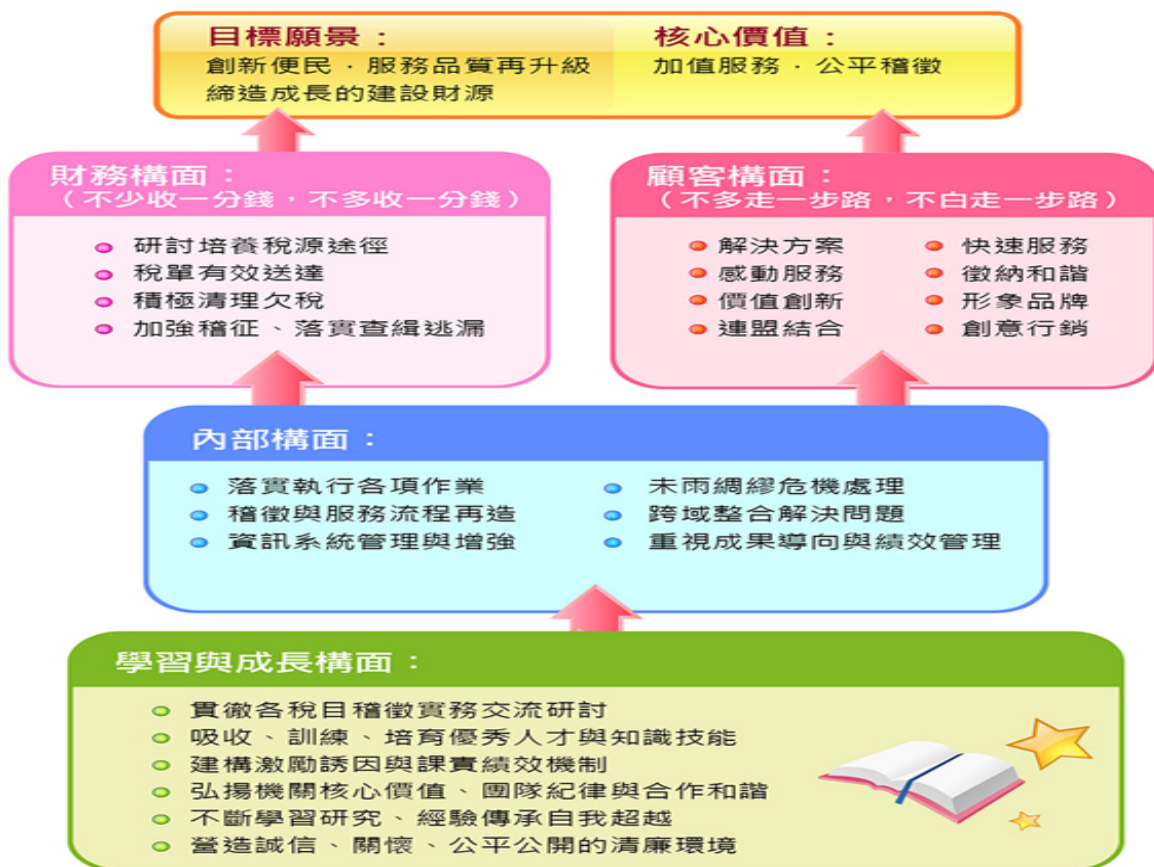 目標願景：
創新便民．服務品質再升級
締造成長的建設財源
核心價值：
加值服務．公平稽徵
財務構面：
（不少收一分錢，不多收一分錢）
研討培養稅源途徑
稅單有效送達
積極清理欠稅
加強稽征、落實查緝逃漏
顧客構面：
（不多走一步路，不白走一步路）
解決方案
感動服務
價值創新
連盟結合
快速服務
徵納和諧
形象品牌
創意行銷
內部構面：
落實執行各項作業
稽徵與服務流程再造
資訊系統管理與增強
未雨綢繆危機處理
跨域整合解決問題
重視成果導向與績效管理
學習與成長構面：
貫徹各稅目稽徵實務交流研討
吸收、訓練、培育優秀人才與知識技能
建構激勵誘因與課責績效機制
弘揚機關核心價值、團隊紀律與合作和諧
不斷學習研究、經驗傳承自我超越
營造誠信、關懷、公平公開的清廉環境